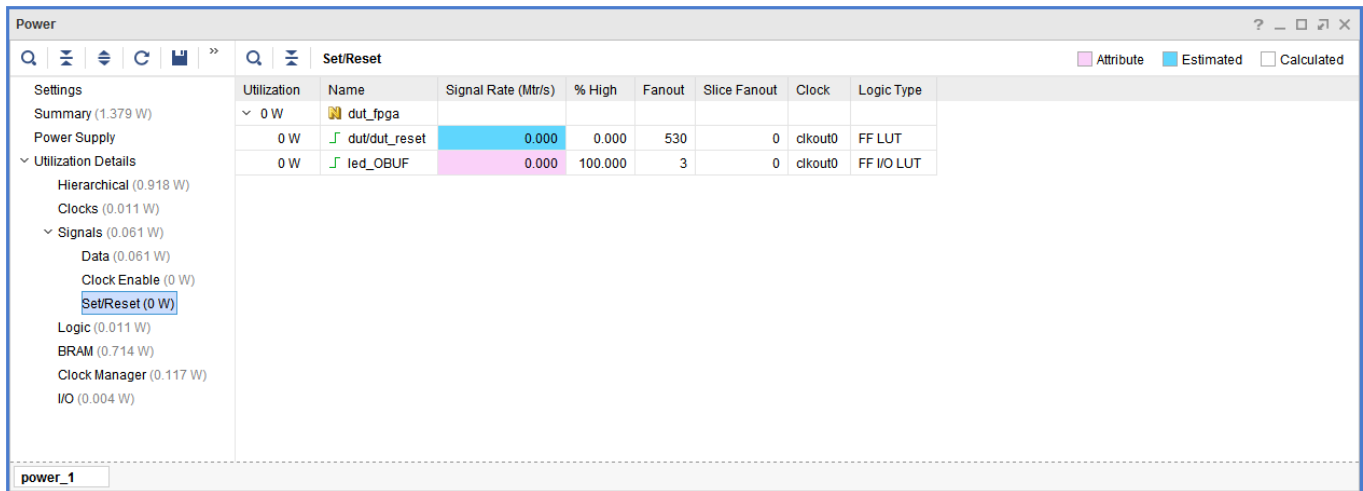 Power
Set/Reset
Attribute Estimated Calculated
Settings
Summary (1.379 W)
Power Supply
Utilization Details
Hierarchical (0.918 W)
Clocks (0.011 W)
Signals (0.061 W)
Data (0.061 W)
Clock Enable (0 W)
Set/Reset (0 W)
Logic (0.011 W)
BRAM (0.714 W)
Clock Manager (0.117 W)
I/O (0.004 W)
Utilization Name Signal Rate (Mtr/s) % High Fanout Slice Fanout Clock Logic Type
0 W dut_fpga
0 W dut/dut_reset 0.000 0.000 530 0 clkout0 FF LUT
0 W led_OBUF 0.000 100.000 3 0 clkout0 FF I/O LUT
power_1